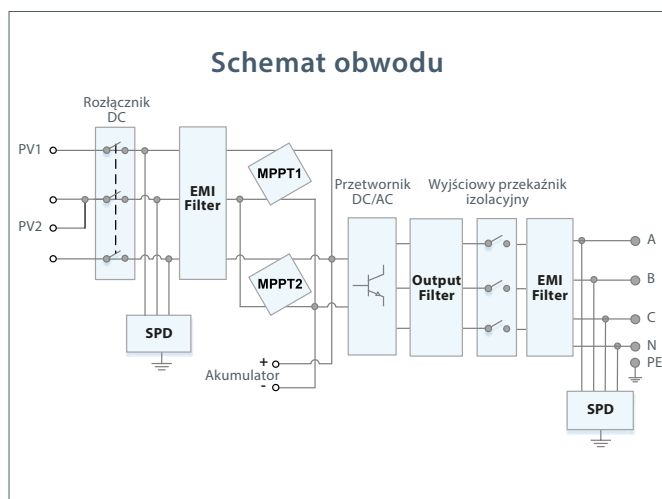 Schemat obwodu
Rozłącznik
DC
PV1
PV2
EMI
Filter
MPPT1
MPPT2
SPD
+
Akumulator
-
Przetwornik
DC/AC
Output
Filter
Wyjściowy przekaźnik
izolacyjny
EMI
Filter
A
B
C
N
PE
SPD